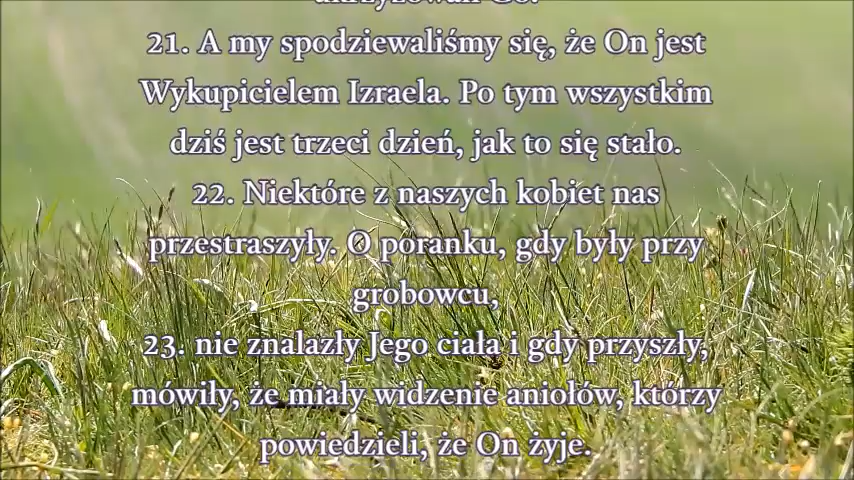 ukrzyżowali Go.
21. A my spodziewaliśmy się, że On jest
Wykupicielem Izraela. Po tym wszystkim
dziś jest trzeci dzień, jak to się stało.
22. Niektóre z naszych kobiet nas
przestraszyły. O poranku, gdy były przy
grobowcu,
23. nie znalazły Jego ciała i gdy przyszły,
mówiły, że miały widzenie aniołów, którzy
powiedzieli, że On żyje.